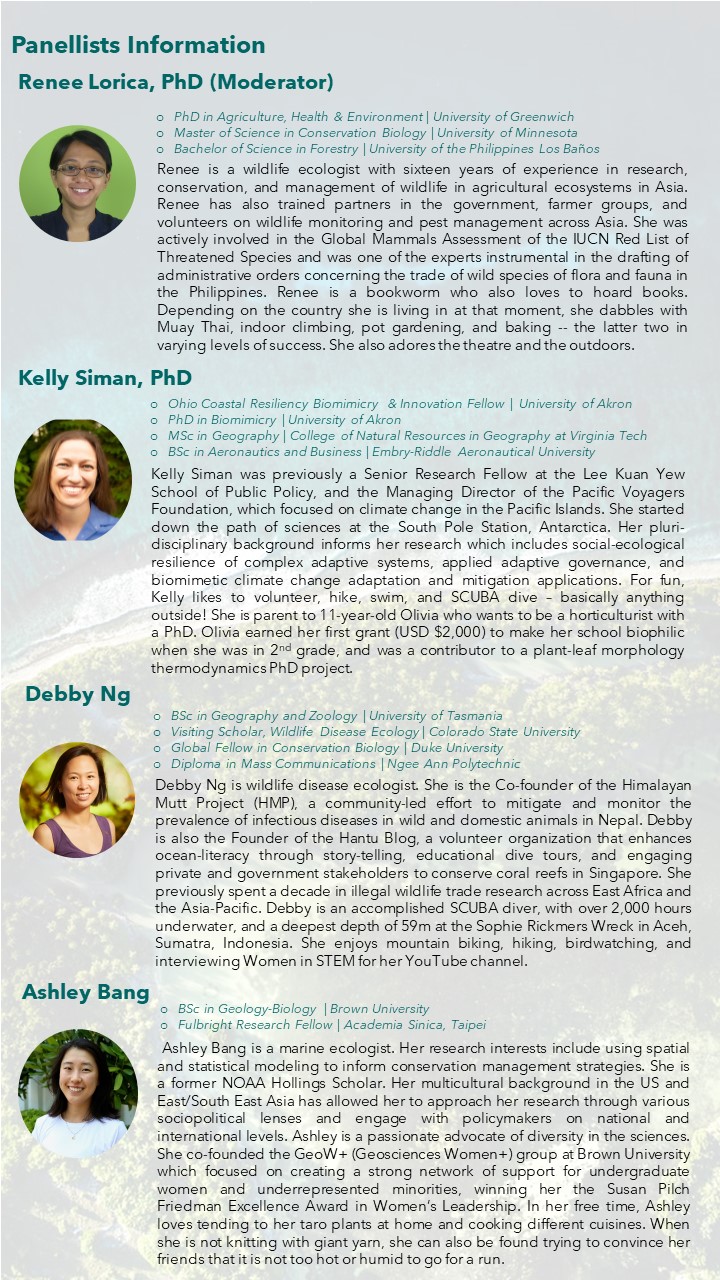 Panellists Information
Renee Lorica, PhD (Moderator)
o PhD in Agriculture, Health & Environment | University of Greenwich
o Master of Science in Conservation Biology | University of Minnesota
o Bachelor of Science in Forestry | University of the Philippines Los Baños
Renee is a wildlife ecologist with sixteen years of experience in research,
conservation, and management of wildlife in agricultural ecosystems in Asia.
Renee has also trained partners in the government, farmer groups, and
volunteers on wildlife monitoring and pest management across Asia. She was
actively involved in the Global Mammals Assessment of the IUCN Red List of
Threatened Species and was one of the experts instrumental in the drafting of
administrative orders concerning the trade of wild species of flora and fauna in
the Philippines. Renee is a bookworm who also loves to hoard books.
Depending on the country she is living in at that moment, she dabbles with
Muay Thai, indoor climbing, pot gardening, and baking -- the latter two in
varying levels of success. She also adores the theatre and the outdoors.
Kelly Siman, PhD
o Ohio Coastal Resiliency Biomimicry & Innovation Fellow | University of Akron
o PhD in Biomimicry | University of Akron
o MSc in Geography | College of Natural Resources in Geography at Virginia Tech
o BSc in Aeronautics and Business | Embry-Riddle Aeronautical University
Kelly Siman was previously a Senior Research Fellow at the Lee Kuan Yew
School of Public Policy, and the Managing Director of the Pacific Voyagers
Foundation, which focused on climate change in the Pacific Islands. She started
down the path of sciences at the South Pole Station, Antarctica. Her pluri-
disciplinary background informs her research which includes social-ecological
resilience of complex adaptive systems, applied adaptive governance, and
biomimetic climate change adaptation and mitigation applications. For fun,
Kelly likes to volunteer, hike, swim, and SCUBA dive – basically anything
outside! She is parent to 11-year-old Olivia who wants to be a horticulturist with
a PhD. Olivia earned her first grant (USD $2,000) to make her school biophilic
when she was in 2nd grade, and was a contributor to a plant-leaf morphology
thermodynamics PhD project.
Debby Ng
o BSc in Geography and Zoology | University of Tasmania
o Visiting Scholar, Wildlife Disease Ecology | Colorado State University
o Global Fellow in Conservation Biology | Duke University
o Diploma in Mass Communications | Ngee Ann Polytechnic
Debby Ng is wildlife disease ecologist. She is the Co-founder of the Himalayan
Mutt Project (HMP), a community-led effort to mitigate and monitor the
prevalence of infectious diseases in wild and domestic animals in Nepal. Debby
is also the Founder of the Hantu Blog, a volunteer organization that enhances
ocean-literacy through story-telling, educational dive tours, and engaging
private and government stakeholders to conserve coral reefs in Singapore. She
previously spent a decade in illegal wildlife trade research across East Africa and
the Asia-Pacific. Debby is an accomplished SCUBA diver, with over 2,000 hours
underwater, and a deepest depth of 59m at the Sophie Rickmers Wreck in Aceh,
Sumatra, Indonesia. She enjoys mountain biking, hiking, birdwatching, and
interviewing Women in STEM for her YouTube channel.
Ashley Bang
o BSc in Geology-Biology | Brown University
o Fulbright Research Fellow | Academia Sinica, Taipei
Ashley Bang is a marine ecologist. Her research interests include using spatial
and statistical modeling to inform conservation management strategies. She is
a former NOAA Hollings Scholar. Her multicultural background in the US and
East/South East Asia has allowed her to approach her research through various
sociopolitical lenses and engage with policymakers on national and
international levels. Ashley is a passionate advocate of diversity in the sciences.
She co-founded the GeoW+ (Geosciences Women+) group at Brown University
which focused on creating a strong network of support for undergraduate
women and underrepresented minorities, winning her the Susan Pilch
Friedman Excellence Award in Women's Leadership. In her free time, Ashley
loves tending to her taro plants at home and cooking different cuisines. When
she is not knitting with giant yarn, she can also be found trying to convince her
friends that it is not too hot or humid to go for a run.